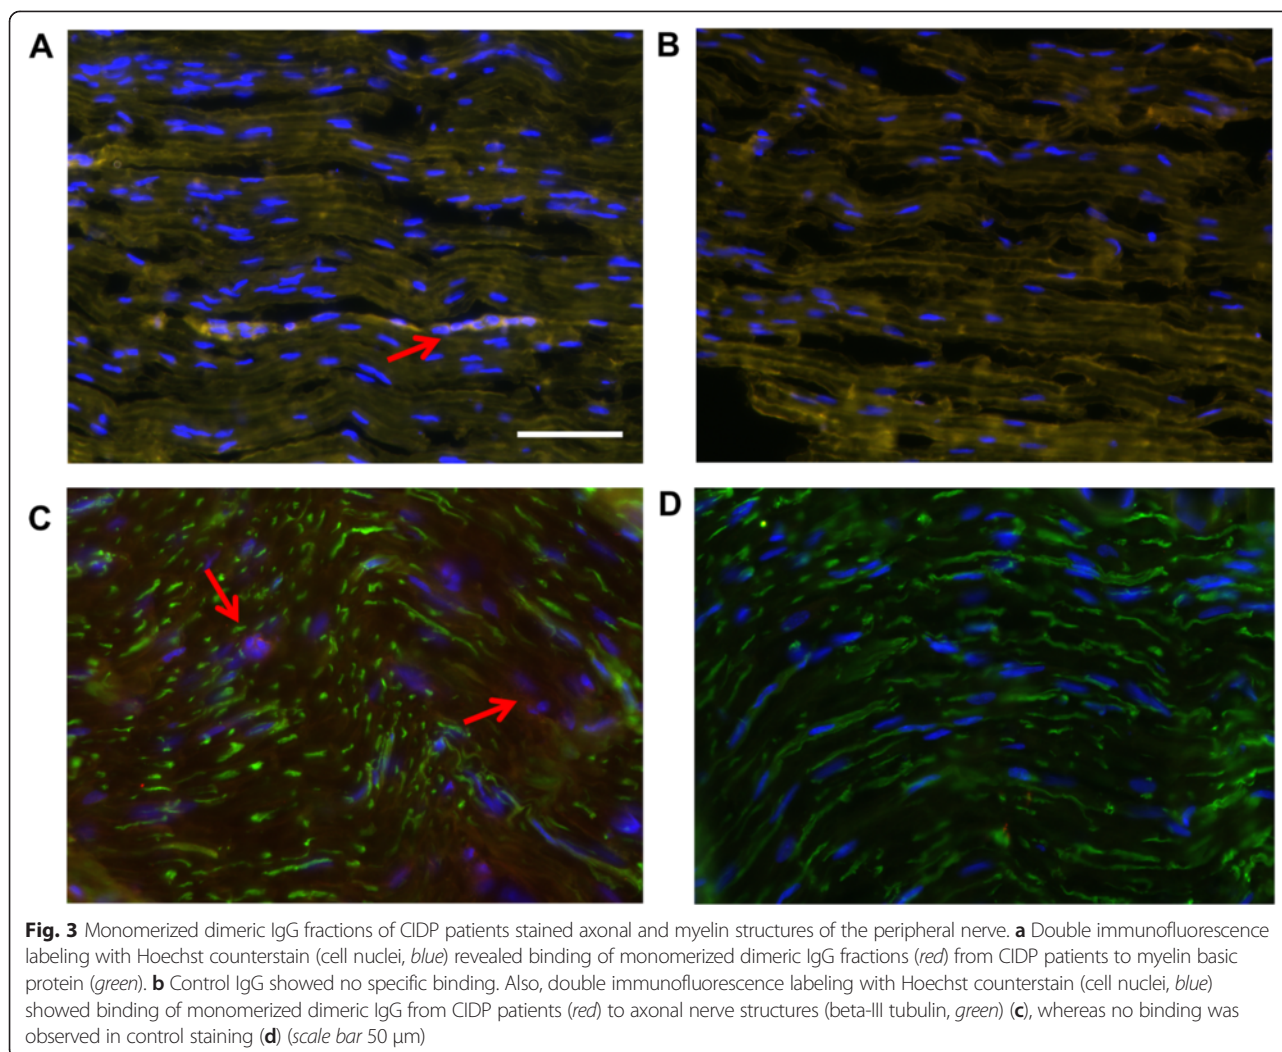 A
B
C
D
Fig. 3 Monomerized dimeric IgG fractions of CIDP patients stained axonal and myelin structures of the peripheral nerve. a Double immunofluorescence
labeling with Hoechst counterstain (cell nuclei, blue) revealed binding of monomerized dimeric IgG fractions (red) from CIDP patients to myelin basic
protein (green). b Control IgG showed no specific binding. Also, double immunofluorescence labeling with Hoechst counterstain (cell nuclei, blue)
showed binding of monomerized dimeric IgG from CIDP patients (red) to axonal nerve structures (beta-III tubulin, green) (c), whereas no binding was
observed in control staining (d) (scale bar 50 μm)